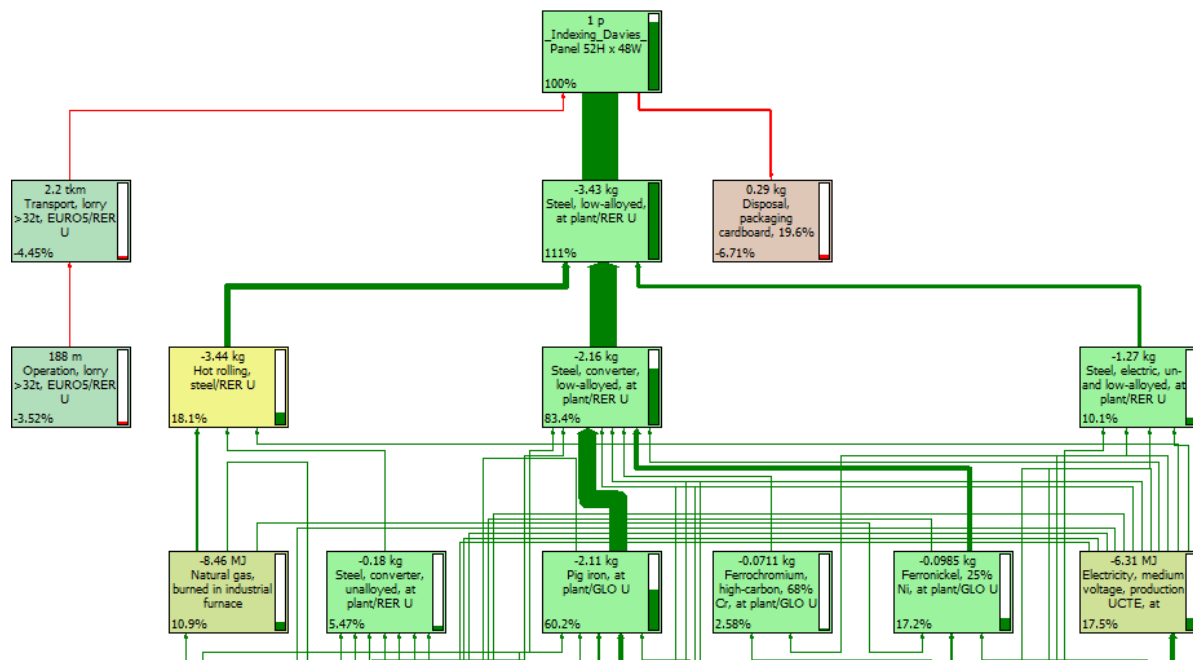 1 p
_Indexing_Davies_
Panel 52H x 48W
100%
2.2 tkm
Transport, lorry
>32t, EURO5/RER
U
-4.45%
-3.43 kg
Steel, low-alloyed,
at plant/RER U
111%
0.29 kg
Disposal,
packaging
cardboard, 19.6%
-6.71%
188 m
Operation, lorry
>32t, EURO5/RER
U
-3.52%
-3.44 kg
Hot rolling,
steel/RER U
18.1%
-2.16 kg
Steel, converter,
low-alloyed, at
plant/RER U
83.4%
-1.27 kg
Steel, electric, un-
and low-alloyed, at
plant/RER U
10.1%
-8.46 MJ
Natural gas,
burned in industrial
furnace
10.9%
-0.18 kg
Steel, converter,
unalloyed, at
plant/RER U
5.47%
-2.11 kg
Pig iron, at
plant/GLO U
60.2%
-0.0711 kg
Ferrochromium,
high-carbon, 68%
Cr, at plant/GLO U
2.58%
-0.0985 kg
Ferronickel, 25%
Ni, at plant/GLO U
17.2%
-6.31 MJ
Electricity, medium
voltage, production
UCTE, at
17.5%